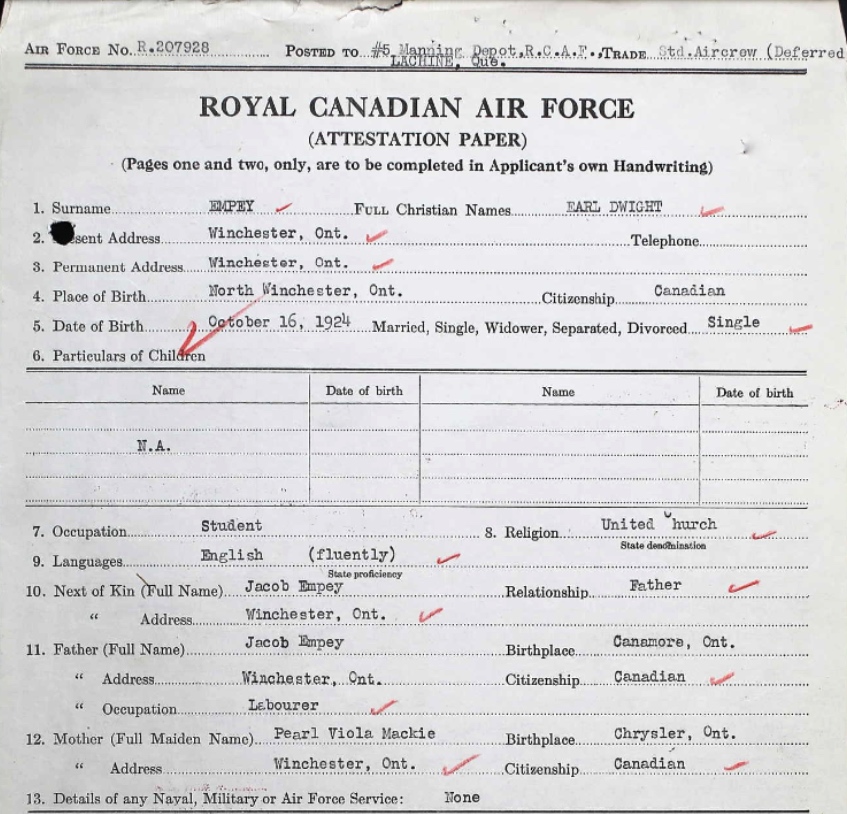 AIR FORCE No. R.207928 POSTED TO #5 Manning Depot, R.C.A.F., TRADE Std.Aircrew (Deferred
LACHINE, Que.
ROYAL CANADIAN AIR FORCE
(ATTESTATION PAPER)
(Pages one and two, only, are to be completed in Applicant's own Handwriting)
1. Surname EMPEY FULL Christian Names EARL DWIGHT
2. sent Address Winchester, Ont. Telephone
3. Permanent Address Winchester, Ont.
4. Place of Birth North Winchester, Ont. Citizenship Canadian
5. Date of Birth October 16, 1924 Married, Single, Widower, Separated, Divorced Single
6. Particulars of Children
Name Date of birth Name Date of birth
N.A.
7. Occupation Student 8. Religion United hurch
State denomination
9. Languages English (fluently)
State proficiency
10. Next of Kin (Full Name) Jacob Empey Relationship Father
" Address Winchester, Ont.
11. Father (Full Name) Jacob Empey Birthplace Canamore, Ont.
" Address Winchester, Ont. Citizenship Canadian
" Occupation Labourer
12. Mother (Full Maiden Name) Pearl Viola Mackie Birthplace Chrysler, Ont.
" Address Winchester, Ont. Citizenship Canadian
13. Details of any Naval, Military or Air Force Service: None